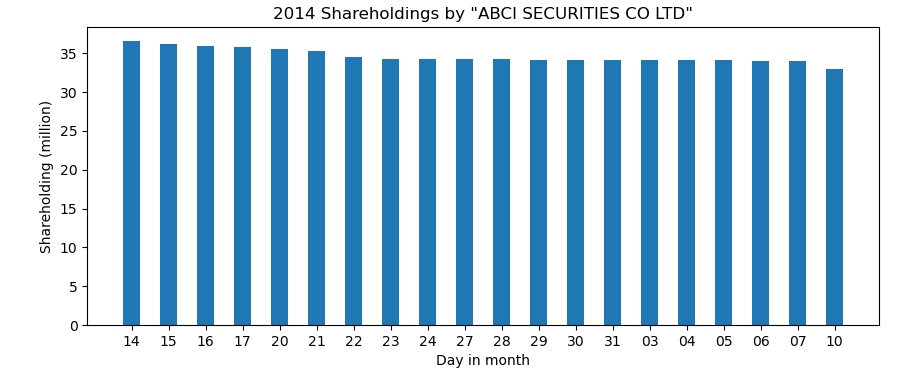 2014 Shareholdings by "ABCI SECURITIES CO LTD"
Shareholding (million)
35
30
25
20
15
10
5
0
14 15 16 17 20 21 22 23 24 27 28 29 30 31 03 04 05 06 07 10
Day in month